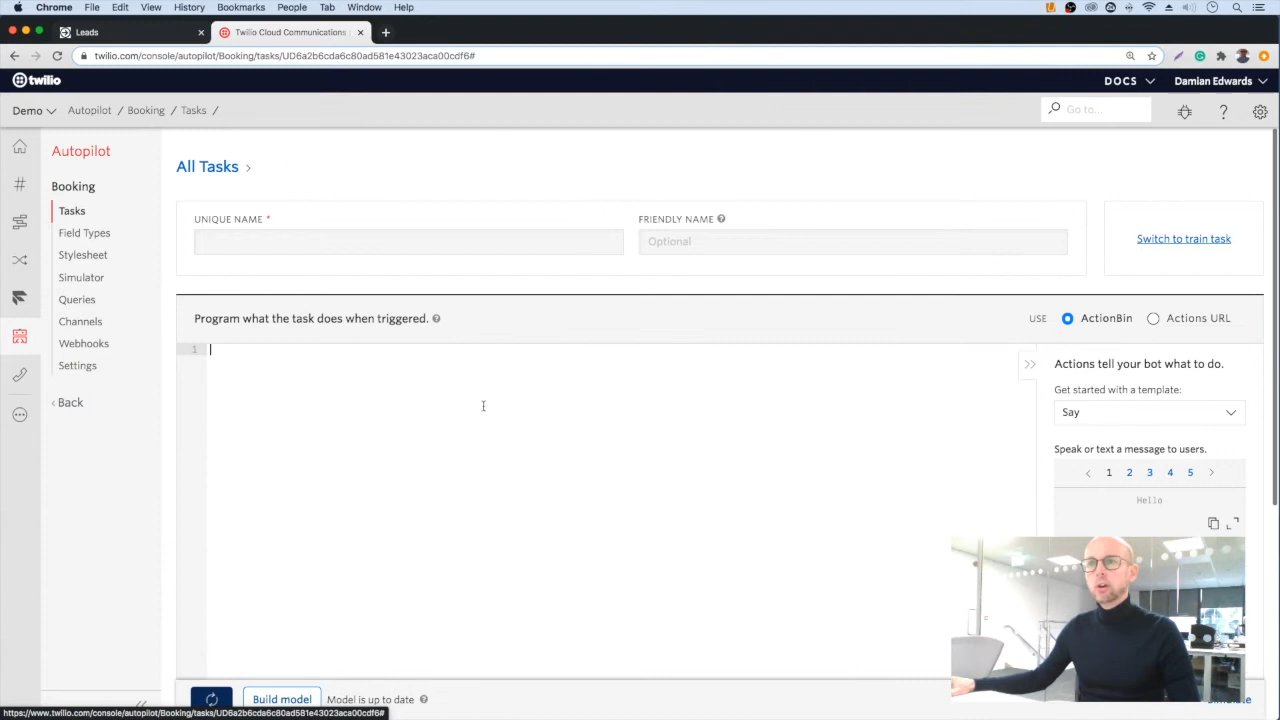 Chrome File Edit View History Bookmarks People Tab Window Help
Leads
Twilio Cloud Communications
twilio.com/console/autopilot/Booking/tasks/UD6a2b6cda6c80ad581e43023aca00cdf6#
twilio
DOCS
Damian Edwards
Demo
Autopilot / Booking / Tasks /
Go to...
Autopilot
Booking
Tasks
Field Types
Stylesheet
Simulator
Queries
Channels
Webhooks
Settings
‹ Back
All Tasks ›
UNIQUE NAME *
FRIENDLY NAME
Optional
Switch to train task
Program what the task does when triggered.
USE ActionBin Actions URL
1
Actions tell your bot what to do.
Get started with a template:
Say
Speak or text a message to users.
‹ 1 2 3 4 5 ›
Hello
Build model Model is up to date
Simulate
https://www.twilio.com/console/autopilot/Booking/tasks/UD6a2b6cda6c80ad581e43023aca00cdf6#